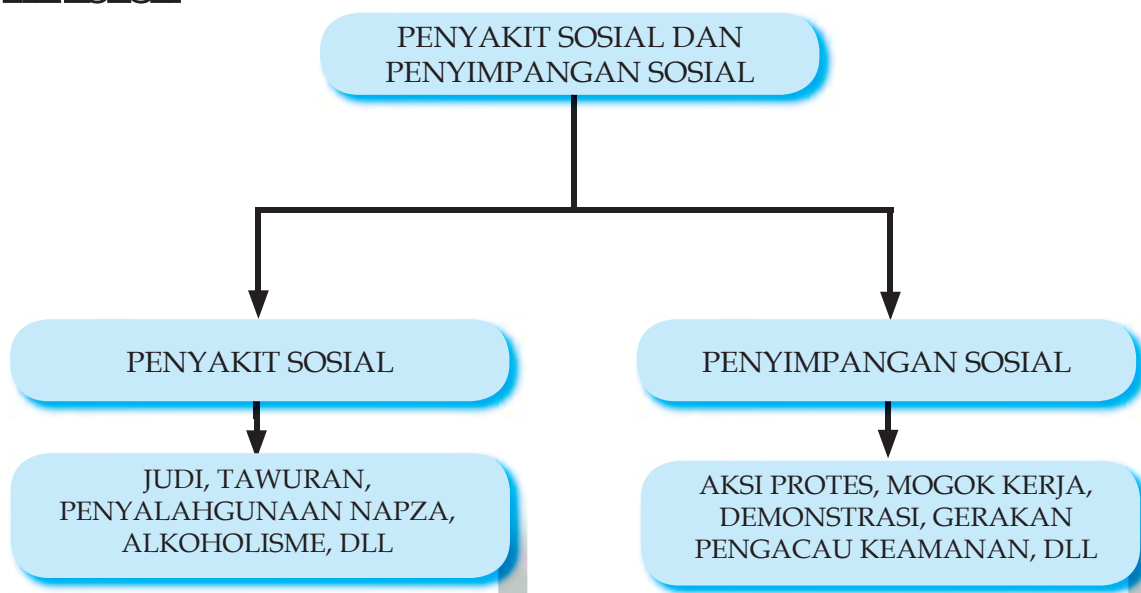 PENYAKIT SOSIAL DAN
PENYIMPANGAN SOSIAL
PENYAKIT SOSIAL
PENYIMPANGAN SOSIAL
JUDI, TAWURAN,
PENYALAHGUNAAN NAPZA,
ALKOHOLISME, DLL
AKSI PROTES, MOGOK KERJA,
DEMONSTRASI, GERAKAN
PENGACAU KEAMANAN, DLL